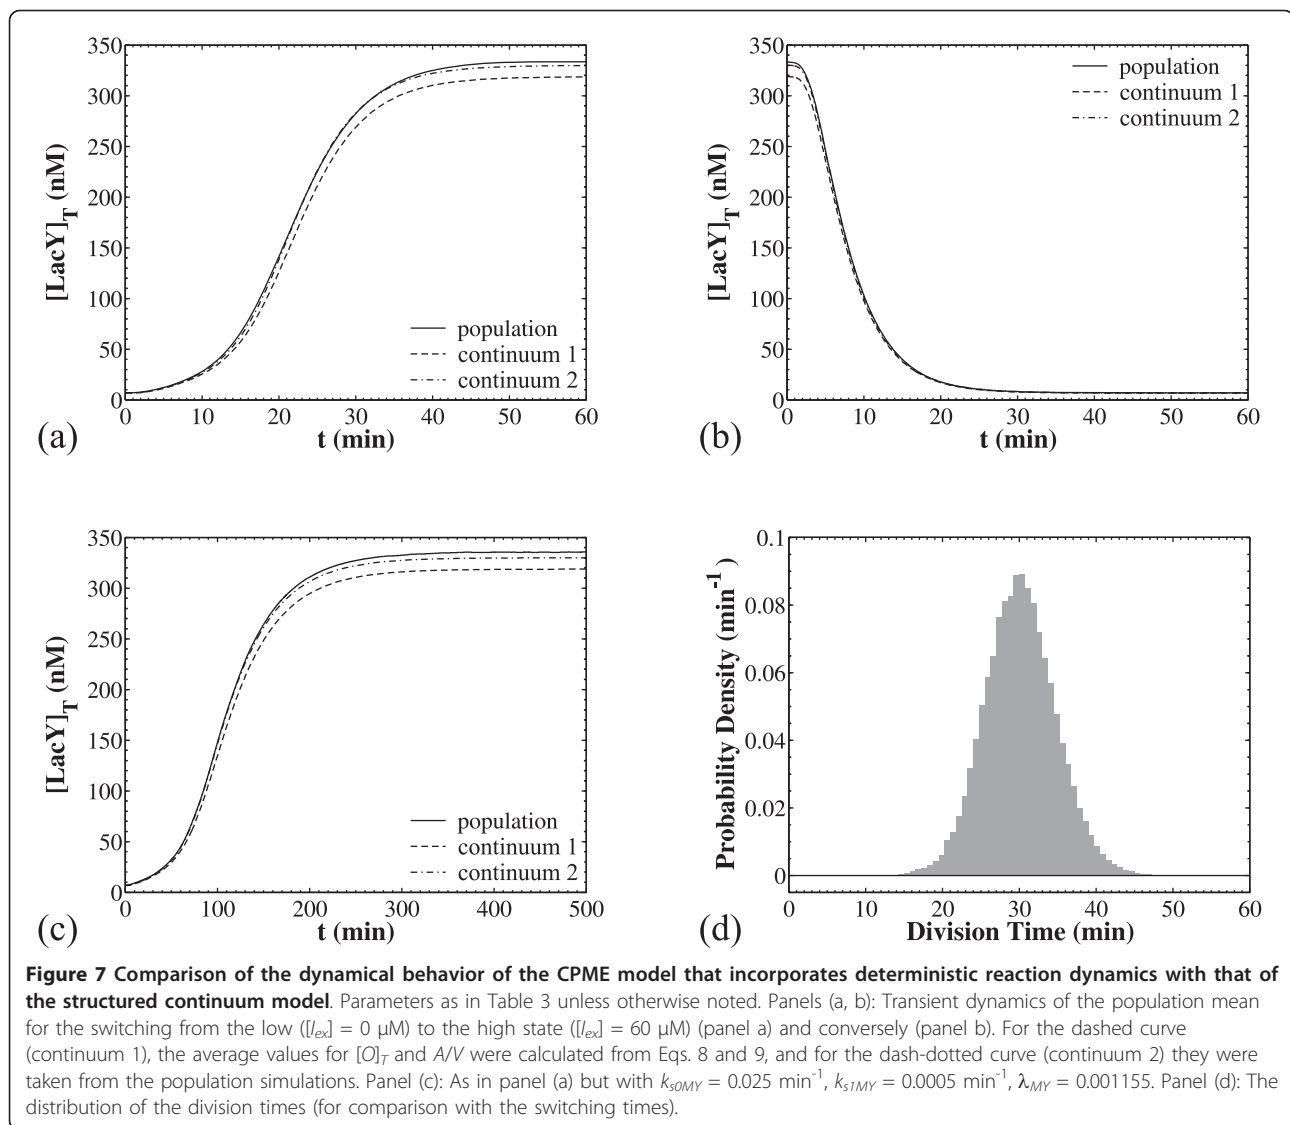 350
300
250
200
150
100
50
0
[LacY]T (nM)
population
continuum 1
continuum 2
0 10 20 30 40 50 60
(a)
t (min)
350
300
250
200
150
100
50
0
[LacY]T (nM)
population
continuum 1
continuum 2
0 10 20 30 40 50 60
(b)
t (min)
350
300
250
200
150
100
50
0
[LacY]T (nM)
population
continuum 1
continuum 2
0 100 200 300 400 500
(c)
t (min)
0.1
0.08
0.06
0.04
0.02
0
Probability Density (min-1 )
0 10 20 30 40 50 60
(d)
Division Time (min)
Figure 7 Comparison of the dynamical behavior of the CPME model that incorporates deterministic reaction dynamics with that of
the structured continuum model. Parameters as in Table 3 unless otherwise noted. Panels (a, b): Transient dynamics of the population mean
for the switching from the low ([Iex] = 0 μM) to the high state ([Iex] = 60 μM) (panel a) and conversely (panel b). For the dashed curve
(continuum 1), the average values for [O]T and A/V were calculated from Eqs. 8 and 9, and for the dash-dotted curve (continuum 2) they were
taken from the population simulations. Panel (c): As in panel (a) but with ks0MY = 0.025 min-1, ks1MY = 0.0005 min-1, λMY = 0.001155. Panel (d): The
distribution of the division times (for comparison with the switching times).